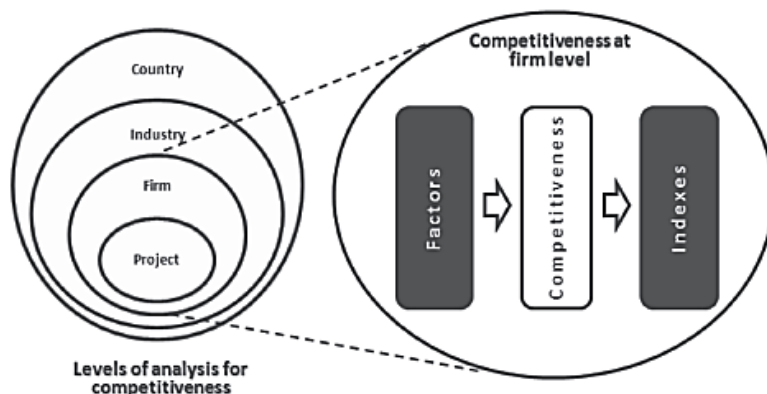 Country
Industry
Firm
Project
Levels of analysis for
competitiveness
Competitiveness at
firm level
Factors
Competitiveness
Indexes